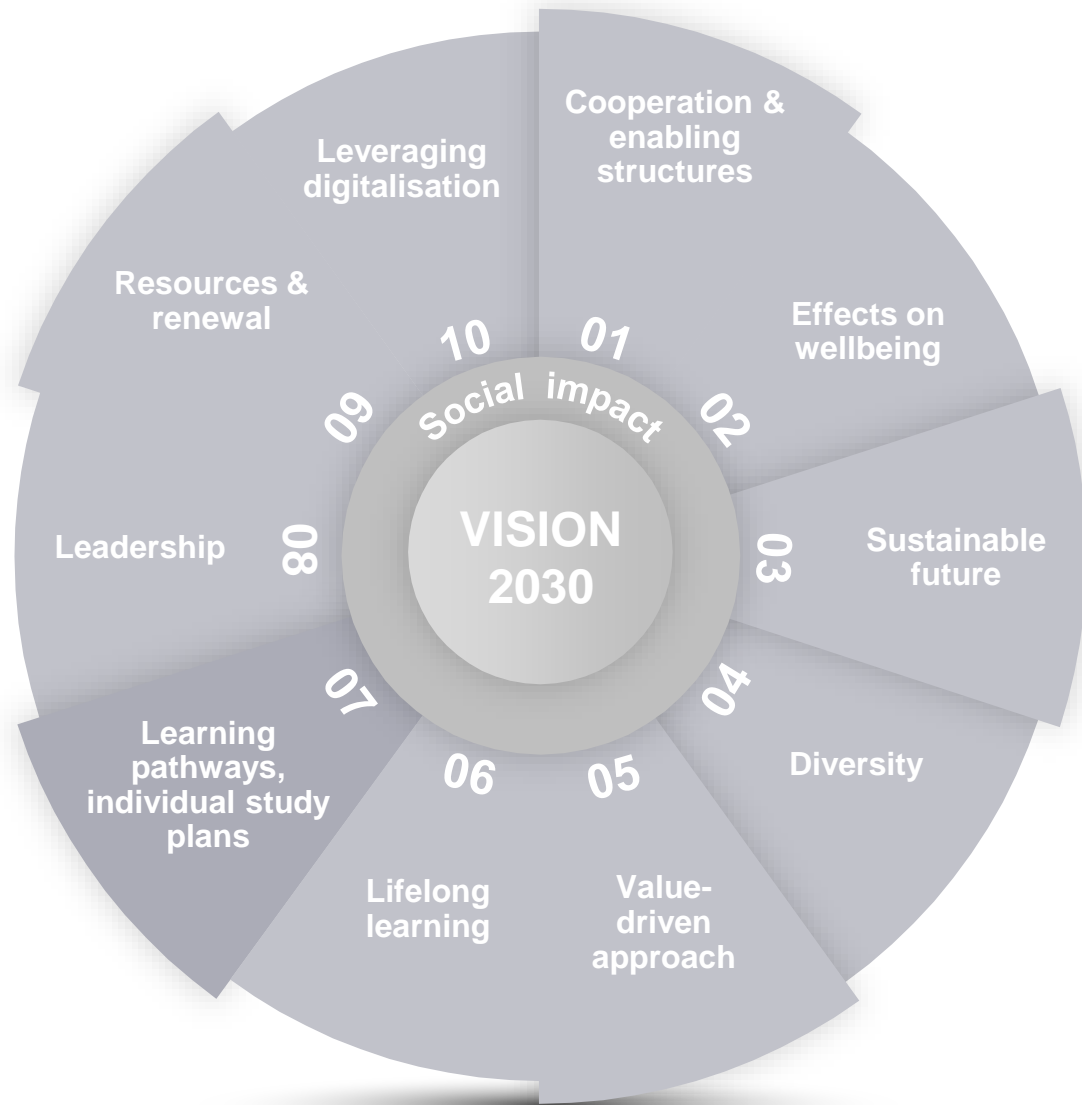 VISION
2030
Social impact
01
Cooperation &
enabling
structures
02
Effects on
wellbeing
03
Sustainable
future
04
Diversity
05
Value-
driven
approach
06
Lifelong
learning
07
Learning
pathways,
individual study
plans
08
Leadership
09
Resources &
renewal
10
Leveraging
digitalisation